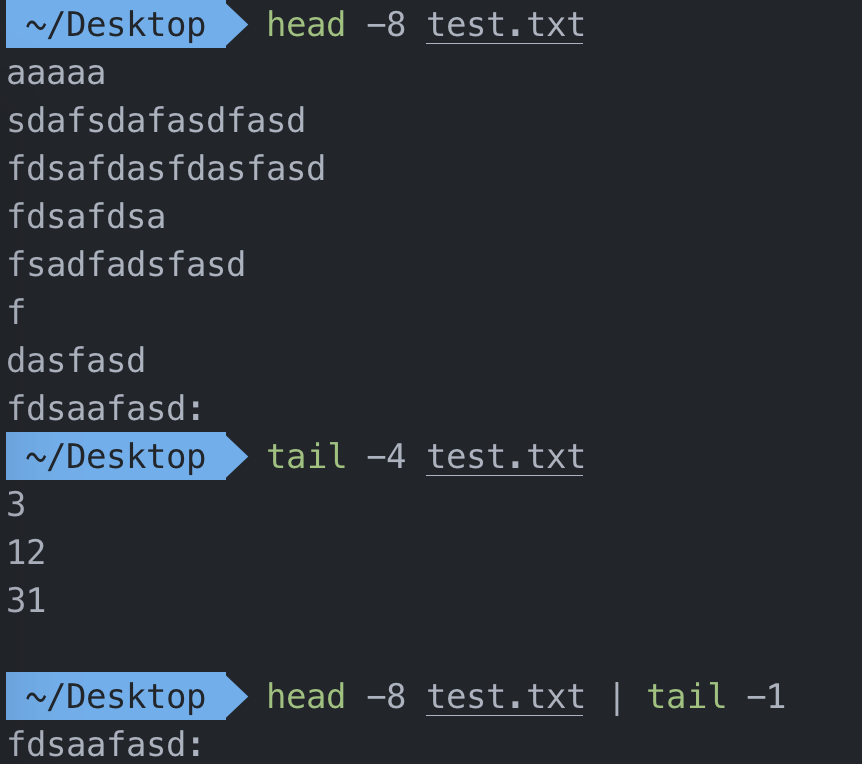 ~/Desktop head -8 test.txt
aaaaa
sdafsdafasdfasd
fdsafdasfdasfasd
fdsafdsa
fsadfadsfasd
f
dasfasd
fdsaafasd:
~/Desktop tail -4 test.txt
3
12
31
~/Desktop head -8 test.txt | tail -1
fdsaafasd: